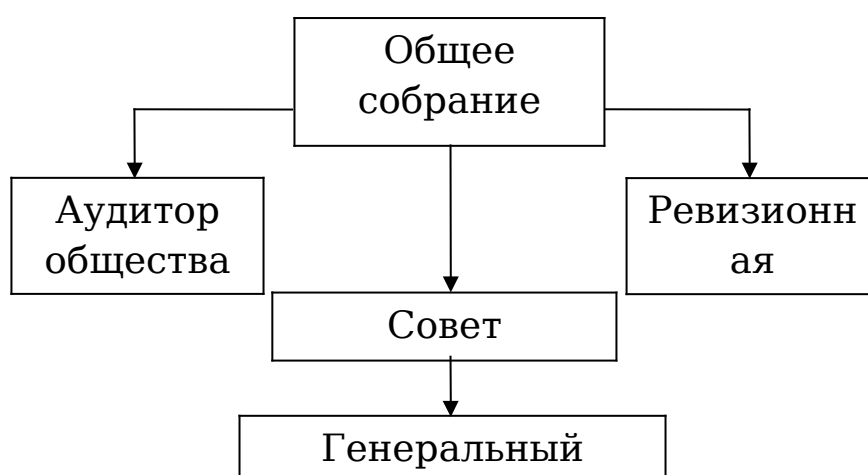 Общее
собрание
Аудитор
общества
Ревизионн
ая
Совет
Генеральный